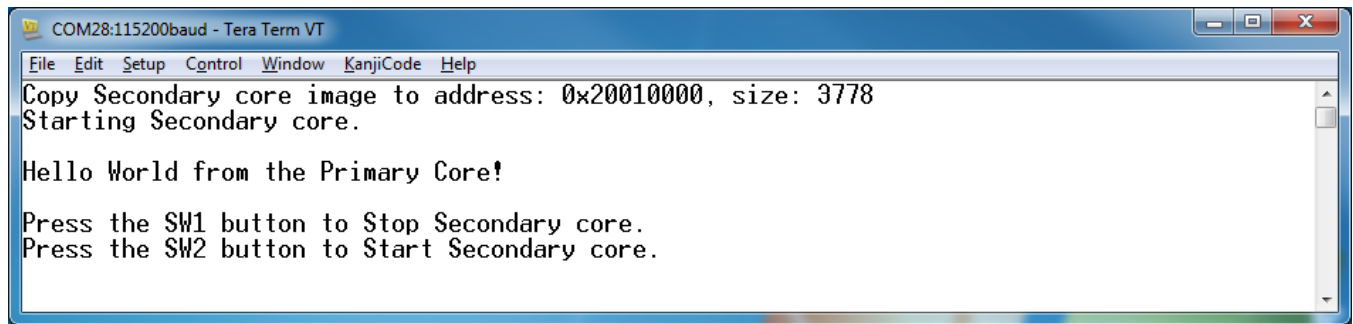 COM28:115200baud - Tera Term VT
File Edit Setup Control Window KanjiCode Help
Copy Secondary core image to address: 0x20010000, size: 3778
Starting Secondary core.
Hello World from the Primary Core!
Press the SW1 button to Stop Secondary core.
Press the SW2 button to Start Secondary core.